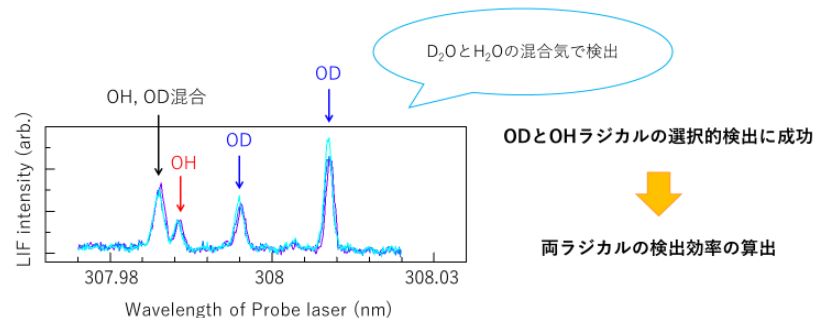 D₂OとH₂Oの混合気で検出
OD
OH, OD混合
OH
OD
ODとOHラジカルの選択的検出に成功
両ラジカルの検出効率の算出
LIF intensity (arb.)
307.98
308
308.03
Wavelength of Probe laser (nm)